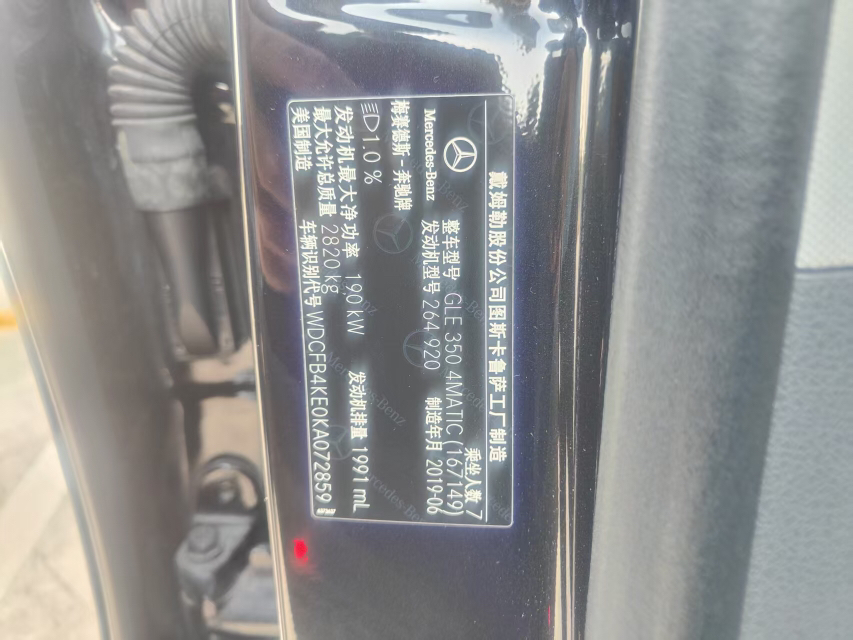 戴姆勒股份公司图斯卡鲁萨工厂制造
Mercedes-Benz
整车型号 GLE 350 4MATIC (167 149)
乘坐人数 7
梅赛德斯-奔驰牌
发动机型号 264 920
制造年月 2019-06
1.0 %
发动机最大净功率 190 kW
发动机排量 1991 mL
最大允许总质量 2820 kg
美国制造
车辆识别代号 WDCFB4KE0KA072859